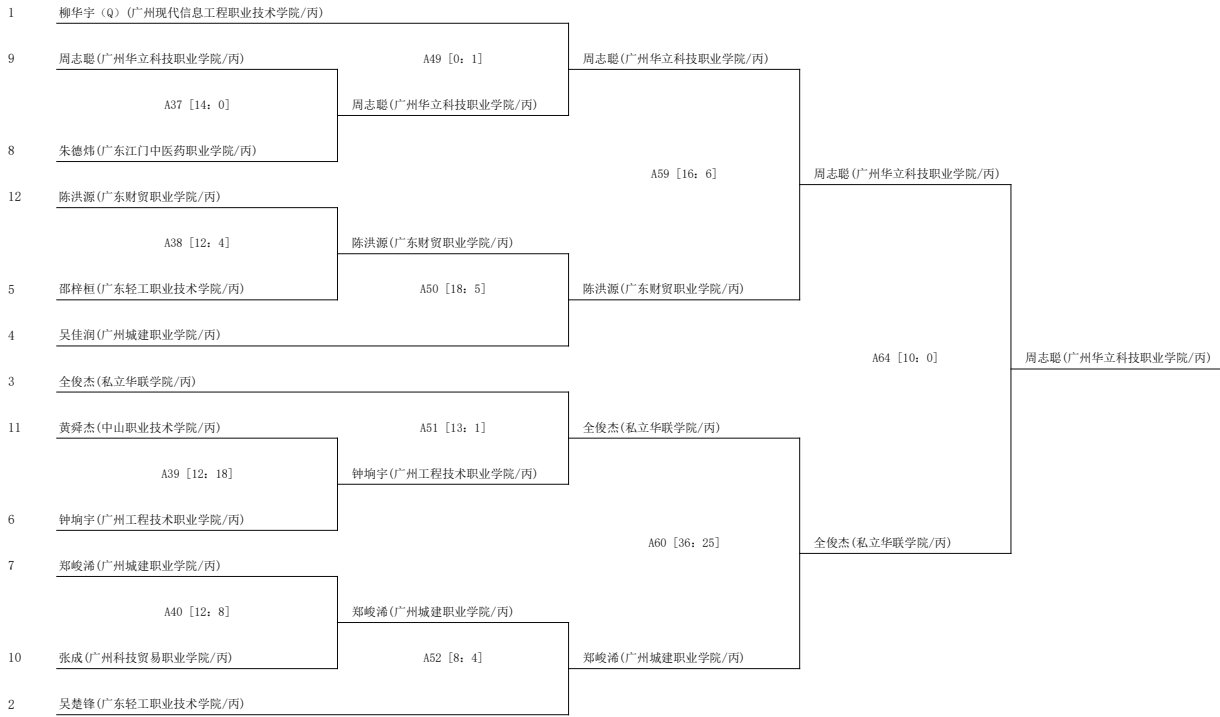 1 柳华宇（Q）(广州现代信息工程职业技术学院/丙)
9 周志聪(广州华立科技职业学院/丙) A49 [0: 1] 周志聪(广州华立科技职业学院/丙)
A37 [14: 0] 周志聪(广州华立科技职业学院/丙)
8 朱德炜(广东江门中医药职业学院/丙)
A59 [16: 6] 周志聪(广州华立科技职业学院/丙)
12 陈洪源(广东财贸职业学院/丙)
A38 [12: 4] 陈洪源(广东财贸职业学院/丙)
5 邵梓桓(广东轻工职业技术学院/丙) A50 [18: 5] 陈洪源(广东财贸职业学院/丙)
4 吴佳润(广州城建职业学院/丙)
A64 [10: 0] 周志聪(广州华立科技职业学院/丙)
3 全俊杰(私立华联学院/丙)
11 黄舜杰(中山职业技术学院/丙) A51 [13: 1] 全俊杰(私立华联学院/丙)
A39 [12: 18] 钟垧宇(广州工程技术职业学院/丙)
6 钟垧宇(广州工程技术职业学院/丙)
A60 [36: 25] 全俊杰(私立华联学院/丙)
7 郑峻浠(广州城建职业学院/丙)
A40 [12: 8] 郑峻浠(广州城建职业学院/丙)
10 张成(广州科技贸易职业学院/丙) A52 [8: 4] 郑峻浠(广州城建职业学院/丙)
2 吴楚锋(广东轻工职业技术学院/丙)